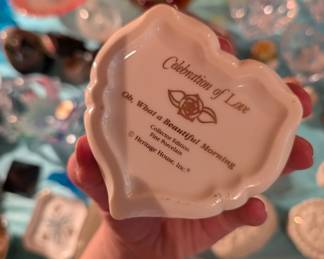 Celebration of Love
Oh, What a Beautiful Morning
Collector Edition
Fine Porcelain
© Heritage House, Inc.®